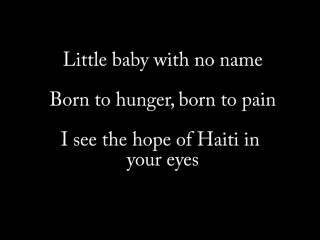 Little baby with no name
Born to hunger, born to pain
I see the hope of Haiti in
your eyes